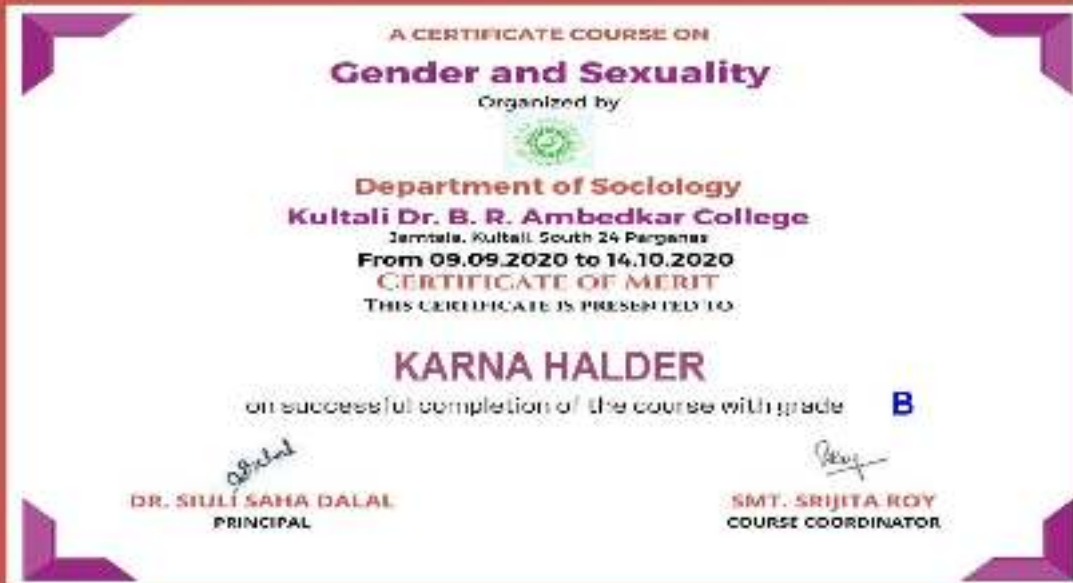 A CERTIFICATE COURSE ON
Gender and Sexuality
Organized by
Department of Sociology
Kultali Dr. B. R. Ambedkar College
Jamtala, Kultali, South 24 Parganas
From 09.09.2020 to 14.10.2020
CERTIFICATE OF MERIT
THIS CERTIFICATE IS PRESENTED TO
KARNA HALDER
on successful completion of the course with grade B
DR. SIULI SAHA DALAL
PRINCIPAL
SMT. SRIJITA ROY
COURSE COORDINATOR